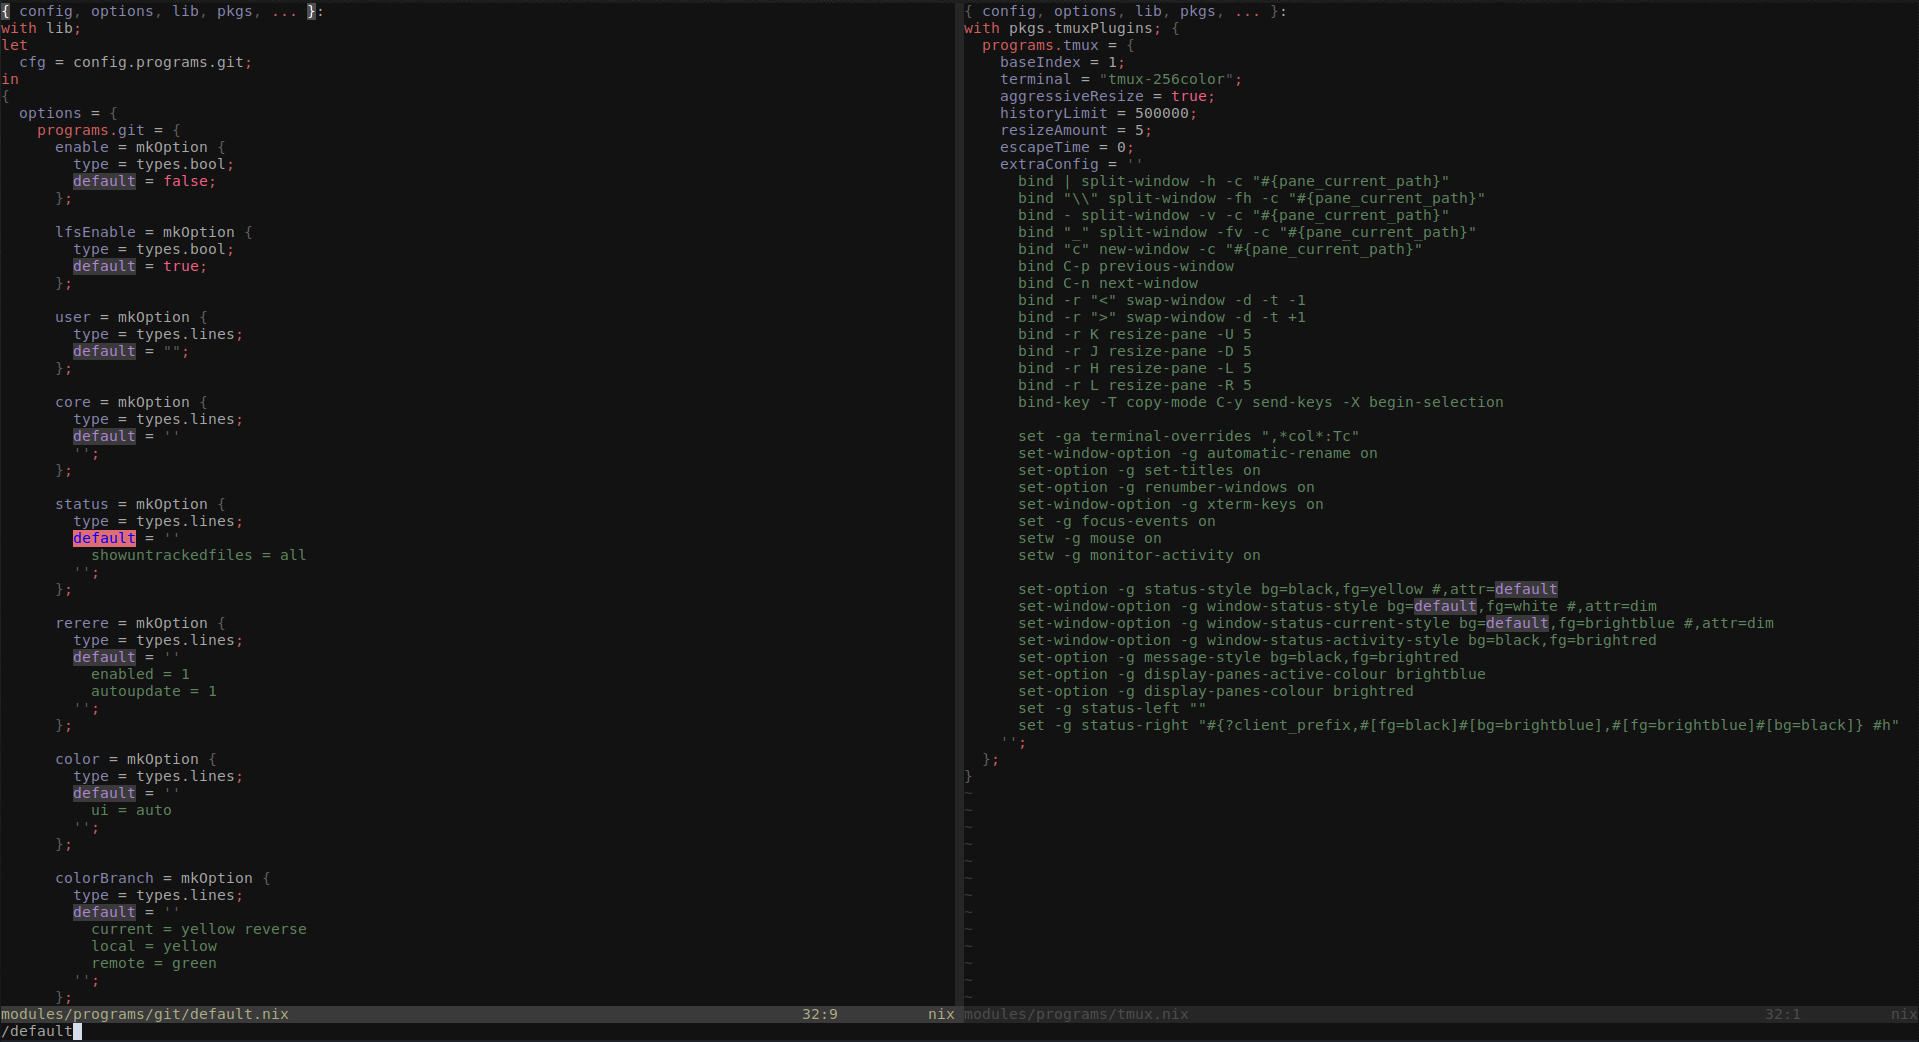 { config, options, lib, pkgs, ... }:
with lib;
let
  cfg = config.programs.git;
in
{
  options = {
    programs.git = {
      enable = mkOption {
        type = types.bool;
        default = false;
      };

      lfsEnable = mkOption {
        type = types.bool;
        default = true;
      };

      user = mkOption {
        type = types.lines;
        default = "";
      };

      core = mkOption {
        type = types.lines;
        default = ''
        '';
      };

      status = mkOption {
        type = types.lines;
        default = ''
          showuntrackedfiles = all
        '';
      };

      rerere = mkOption {
        type = types.lines;
        default = ''
          enabled = 1
          autoupdate = 1
        '';
      };

      color = mkOption {
        type = types.lines;
        default = ''
          ui = auto
        '';
      };

      colorBranch = mkOption {
        type = types.lines;
        default = ''
          current = yellow reverse
          local = yellow
          remote = green
        '';
      };
modules/programs/git/default.nix 32:9 nix
/default
{ config, options, lib, pkgs, ... }:
with pkgs.tmuxPlugins; {
  programs.tmux = {
    baseIndex = 1;
    terminal = "tmux-256color";
    aggressiveResize = true;
    historyLimit = 500000;
    resizeAmount = 5;
    escapeTime = 0;
    extraConfig = ''
      bind | split-window -h -c "#{pane_current_path}"
      bind "\\" split-window -fh -c "#{pane_current_path}"
      bind - split-window -v -c "#{pane_current_path}"
      bind "_" split-window -fv -c "#{pane_current_path}"
      bind "c" new-window -c "#{pane_current_path}"
      bind C-p previous-window
      bind C-n next-window
      bind -r "<" swap-window -d -t -1
      bind -r ">" swap-window -d -t +1
      bind -r K resize-pane -U 5
      bind -r J resize-pane -D 5
      bind -r H resize-pane -L 5
      bind -r L resize-pane -R 5
      bind-key -T copy-mode C-y send-keys -X begin-selection

      set -ga terminal-overrides ",*col*:Tc"
      set-window-option -g automatic-rename on
      set-option -g set-titles on
      set-option -g renumber-windows on
      set-window-option -g xterm-keys on
      set -g focus-events on
      setw -g mouse on
      setw -g monitor-activity on

      set-option -g status-style bg=black,fg=yellow #,attr=default
      set-window-option -g window-status-style bg=default,fg=white #,attr=dim
      set-window-option -g window-status-current-style bg=default,fg=brightblue #,attr=dim
      set-window-option -g window-status-activity-style bg=black,fg=brightred
      set-option -g message-style bg=black,fg=brightred
      set-option -g display-panes-active-colour brightblue
      set-option -g display-panes-colour brightred
      set -g status-left ""
      set -g status-right "#{?client_prefix,#[fg=black]#[bg=brightblue],#[fg=brightblue]#[bg=black]} #h"
    '';
  };
}
~
~
~
~
~
~
~
~
~
~
~
~
~
modules/programs/tmux.nix 32:1 nix